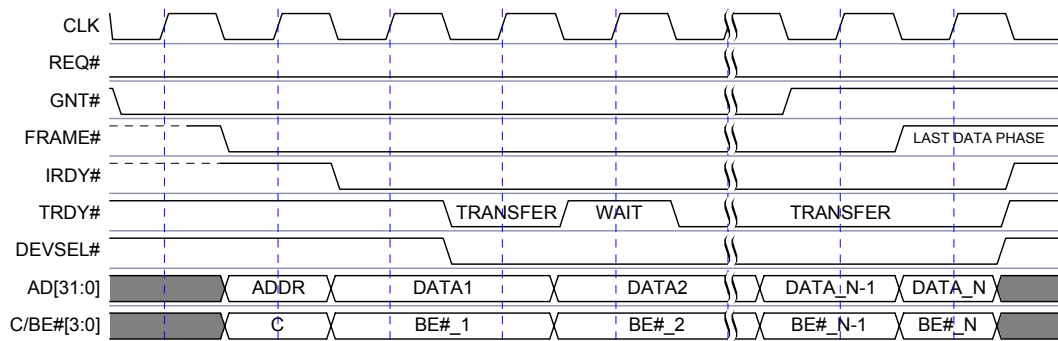 CLK
REQ#
GNT#
FRAME# LAST DATA PHASE
IRDY#
TRDY# TRANSFER WAIT TRANSFER
DEVSEL#
AD[31:0] ADDR DATA1 DATA2 DATA_N-1 DATA_N
C/BE#[3:0] C BE#_1 BE#_2 BE#_N-1 BE#_N